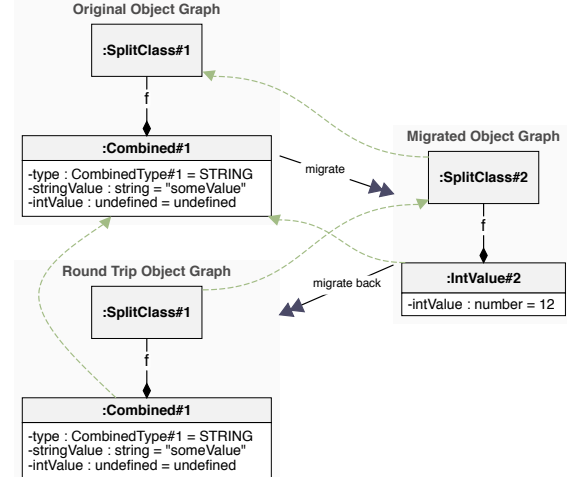 Original Object Graph
:SplitClass#1
f
:Combined#1
-type : CombinedType#1 = STRING
-stringValue : string = "someValue"
-intValue : undefined = undefined
migrate
Migrated Object Graph
:SplitClass#2
f
:IntValue#2
-intValue : number = 12
migrate back
Round Trip Object Graph
:SplitClass#1
f
:Combined#1
-type : CombinedType#1 = STRING
-stringValue : string = "someValue"
-intValue : undefined = undefined